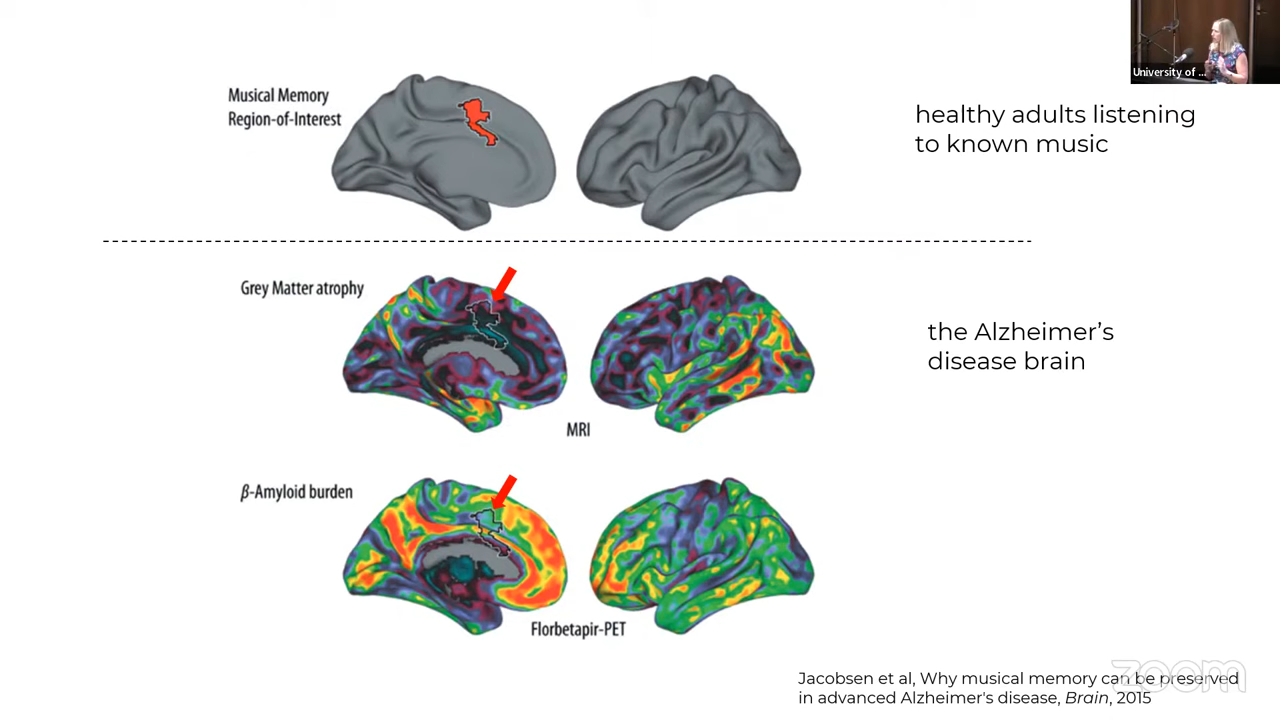 University of ...
Musical Memory
Region-of-Interest
healthy adults listening
to known music
Grey Matter atrophy
the Alzheimer’s
disease brain
MRI
β-Amyloid burden
Florbetapir-PET
Jacobsen et al, Why musical memory can be preserved
in advanced Alzheimer's disease, Brain, 2015
zoom